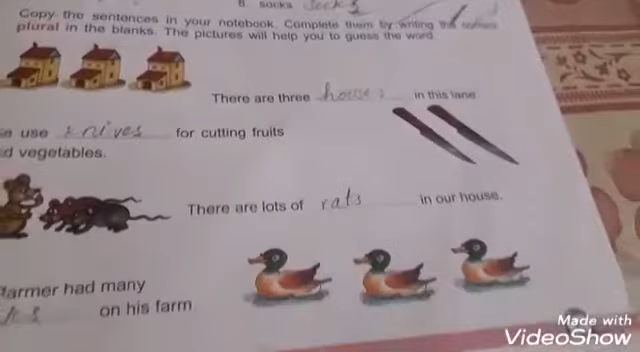 8. socks socks
Copy the sentences in your notebook. Complete them by writing the correct
plural in the blanks. The pictures will help you to guess the word.
There are three houses in this lane
use knives for cutting fruits
d vegetables.
There are lots of rats in our house.
farmer had many
ks on his farm
Made with
VideoShow